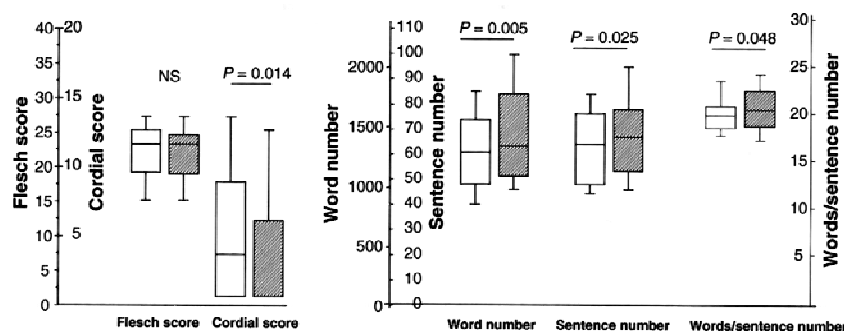 Flesch score
Cordial score
40
35
30
25
20
15
10
5
0
20
15
10
5
NS
P = 0.014
Flesch score
Cordial score
Word number
Sentence number
2000
1500
1000
500
0
110
100
90
80
70
60
50
40
30
20
10
0
P = 0.005
P = 0.025
P = 0.048
30
25
20
15
10
5
Words/sentence number
Word number
Sentence number
Words/sentence number